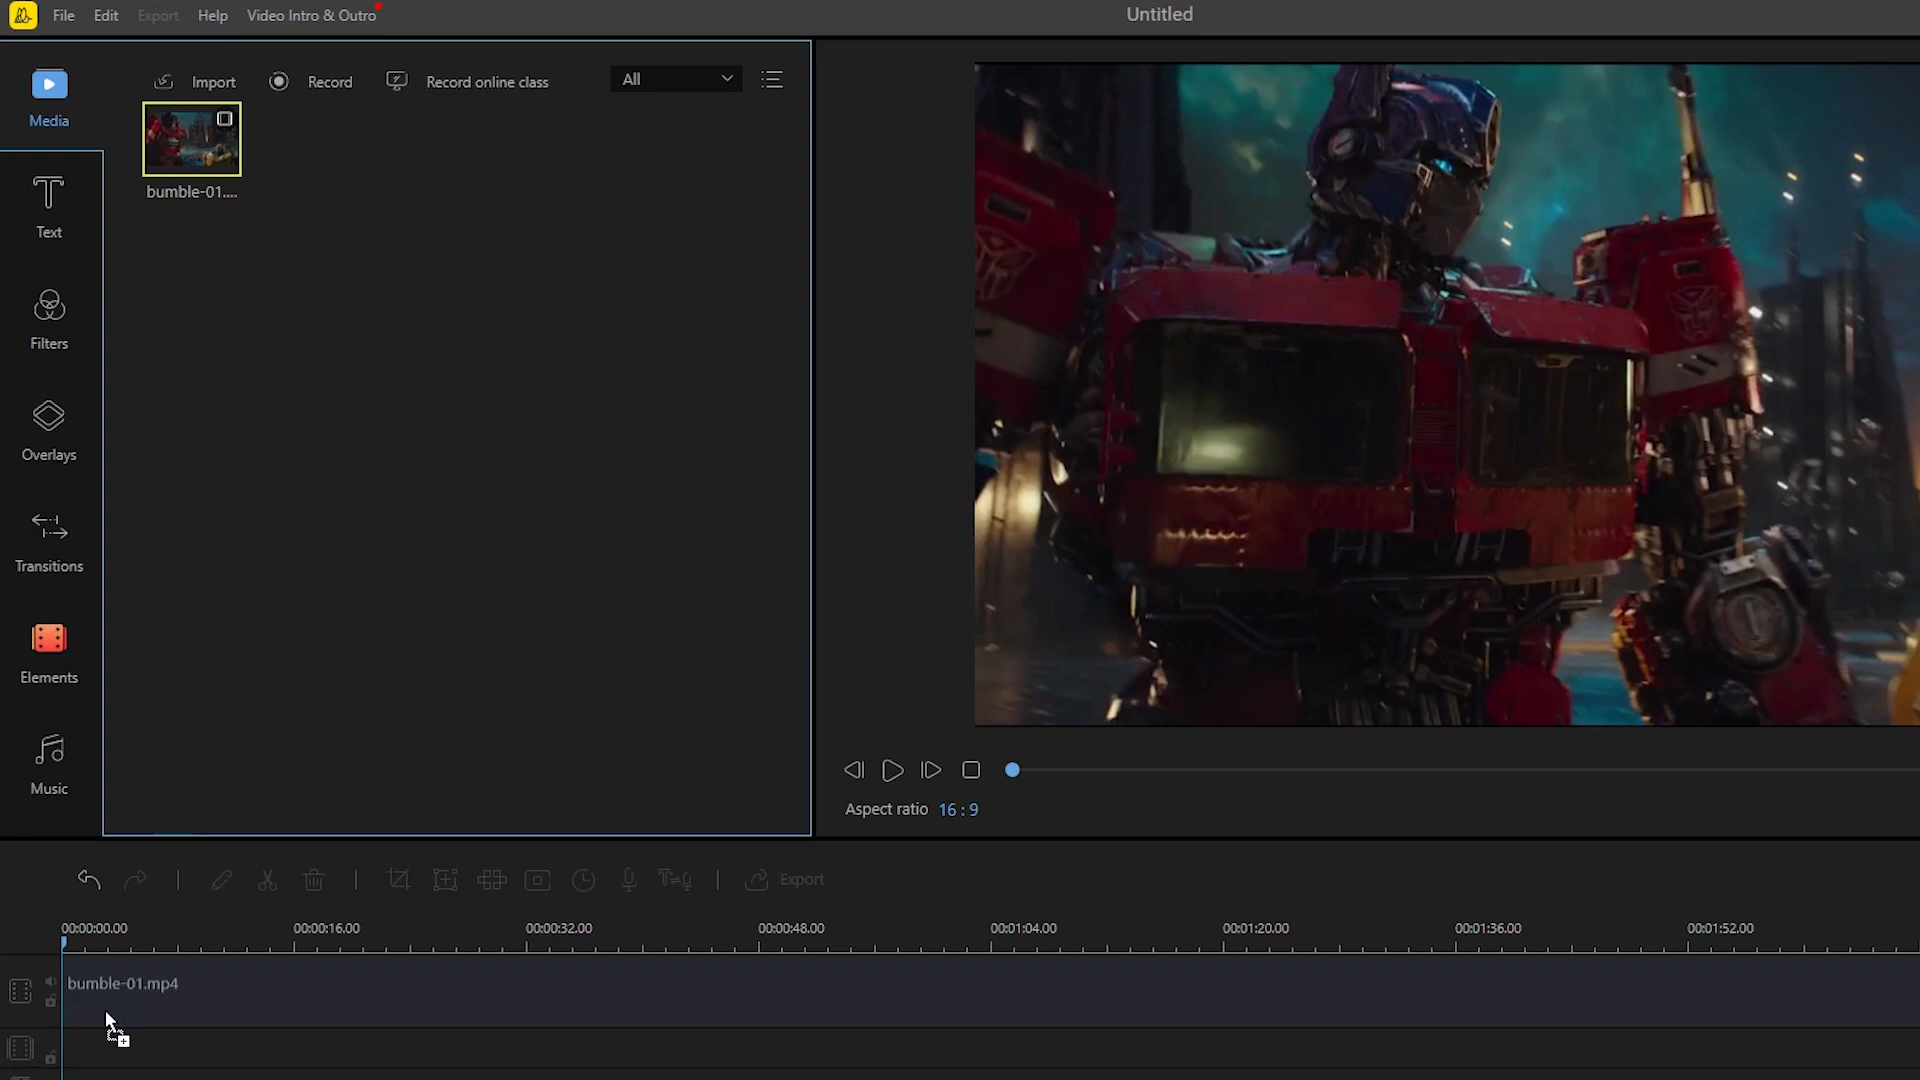 File Edit Export Help Video Intro & Outro Untitled
Import Record Record online class All
Media
bumble-01....
Text
Filters
Overlays
Transitions
Elements
Music
Aspect ratio 16 : 9
Export
00:00:00.00 00:00:16.00 00:00:32.00 00:00:48.00 00:01:04.00 00:01:20.00 00:01:36.00 00:01:52.00
bumble-01.mp4